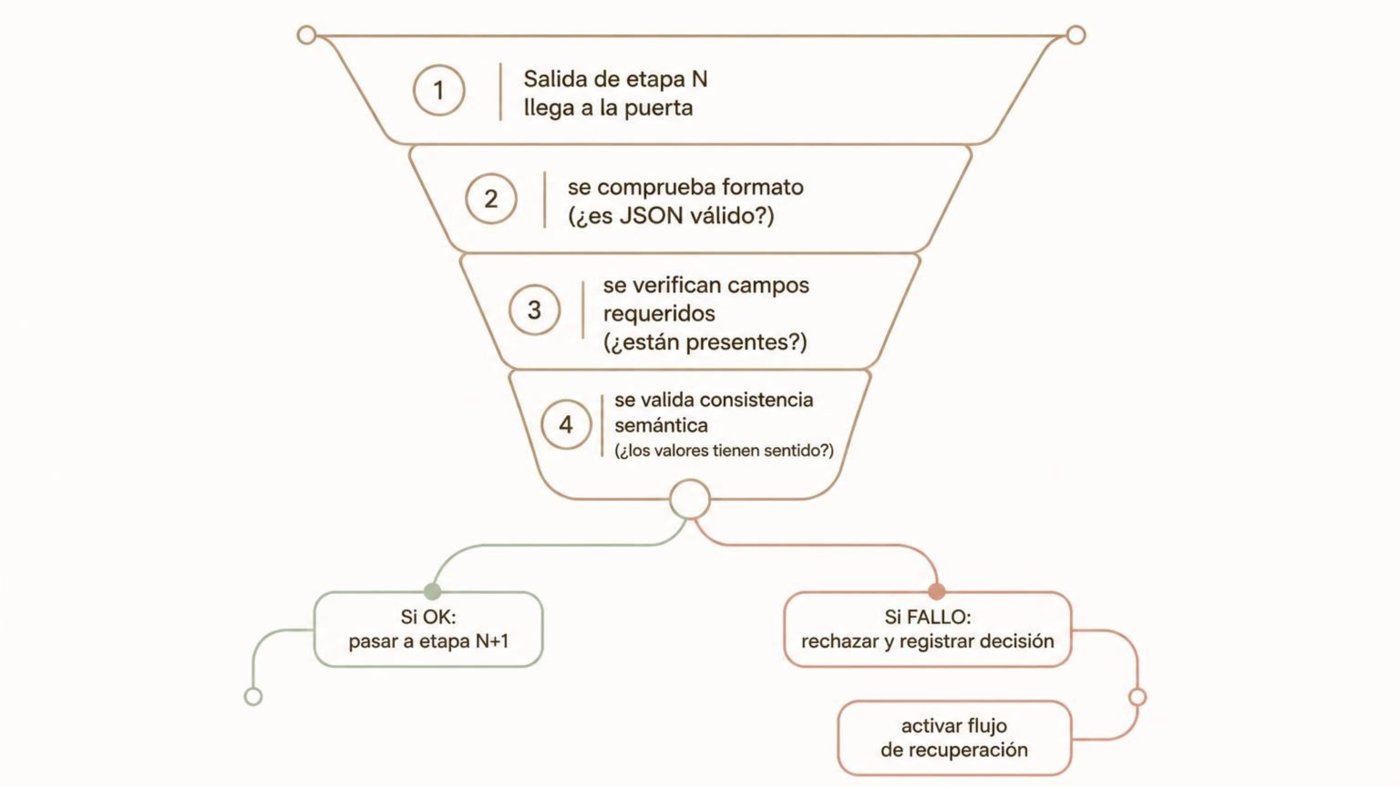 1
Salida de etapa N
llega a la puerta
2
se comprueba formato
(¿es JSON válido?)
3
se verifican campos
requeridos
(¿están presentes?)
4
se valida consistencia
semántica
(¿los valores tienen sentido?)
Si OK:
pasar a etapa N+1
Si FALLO:
rechazar y registrar decisión
activar flujo
de recuperación